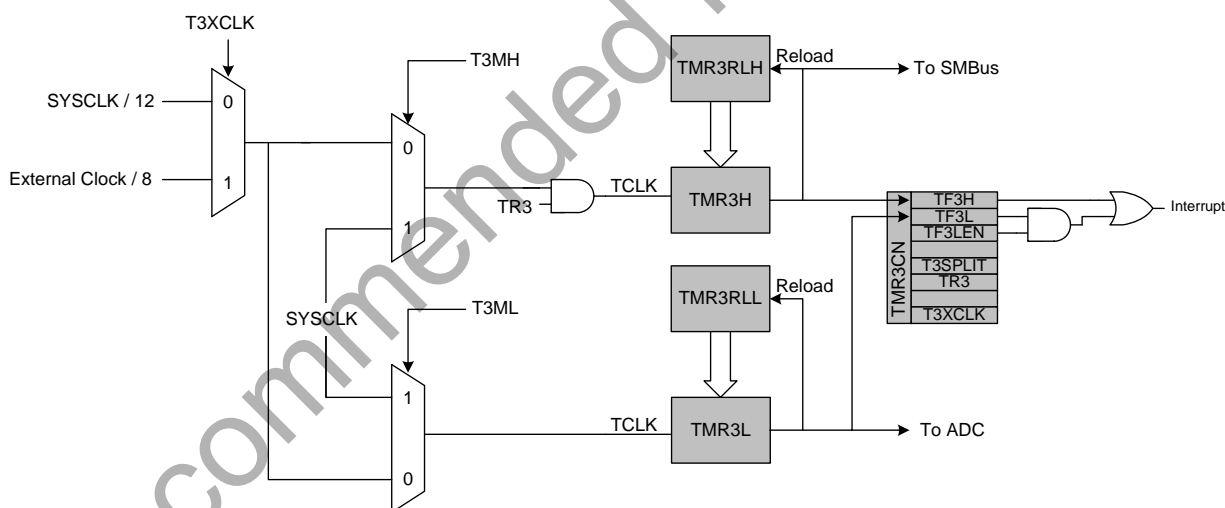 T3XCLK
SYSCLK / 12
0
External Clock / 8
1
T3MH
0
1
TR3
TCLK
TMR3RLH
Reload
To SMBus
TMR3H
TMR3CN
TF3H
TF3L
TF3LEN
T3SPLIT
TR3
T3XCLK
Interrupt
SYSCLK
T3ML
1
0
TCLK
TMR3RLL
Reload
TMR3L
To ADC
commended